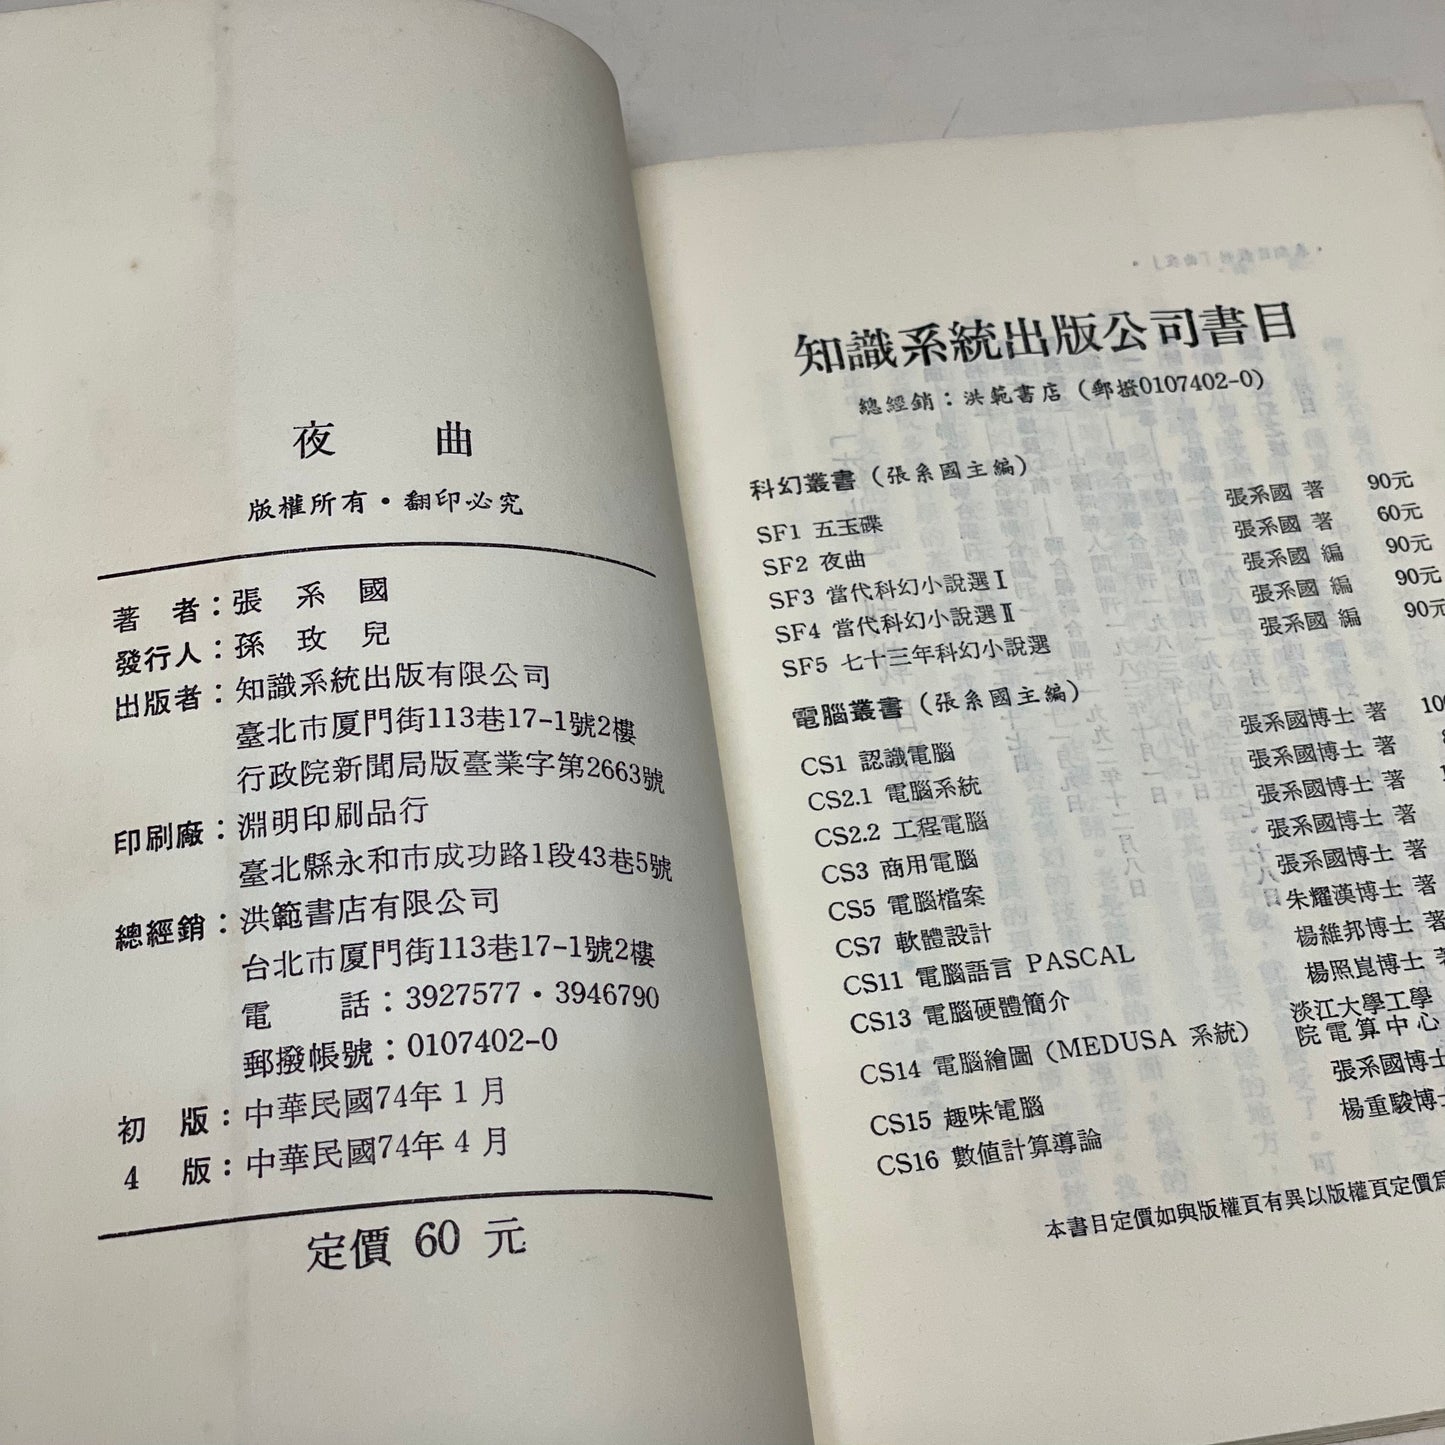 夜 曲
版權所有・翻印必究
著 者：張 系 國
發行人：孫 玫 兒
出版者：知識系統出版有限公司
臺北市厦門街113巷17-1號2樓
行政院新聞局版臺業字第2663號
印刷廠：淵明印刷品行
臺北縣永和市成功路1段43巷5號
總經銷：洪範書店有限公司
台北市厦門街113巷17-1號2樓
電 話：3927577・3946790
郵撥帳號：0107402-0
初 版：中華民國74年1月
4 版：中華民國74年4月
定價 60 元
知識系統出版公司書目
總經銷：洪範書店（郵撥0107402-0）
科幻叢書（張系國主編）
SF1 五玉碟 張系國 著 90元
SF2 夜曲 張系國 著 60元
SF3 當代科幻小說選Ⅰ 張系國 編 90元
SF4 當代科幻小說選Ⅱ 張系國 編 90元
SF5 七十三年科幻小說選 張系國 編 90元
電腦叢書（張系國主編）
CS1 認識電腦 張系國博士 著
CS2.1 電腦系統 張系國博士 著
CS2.2 工程電腦 張系國博士 著
CS3 商用電腦 張系國博士 著
CS5 電腦檔案 張系國博士 著
CS7 軟體設計 朱耀漢博士 著
CS11 電腦語言 PASCAL 楊維邦博士 著
CS13 電腦硬體簡介 楊照崑博士 著
CS14 電腦繪圖（MEDUSA 系統） 淡江大學工學
院電算中心
CS15 趣味電腦 張系國博士
CS16 數值計算導論 楊重駿博士
本書目定價如與版權頁有異以版權頁定價爲